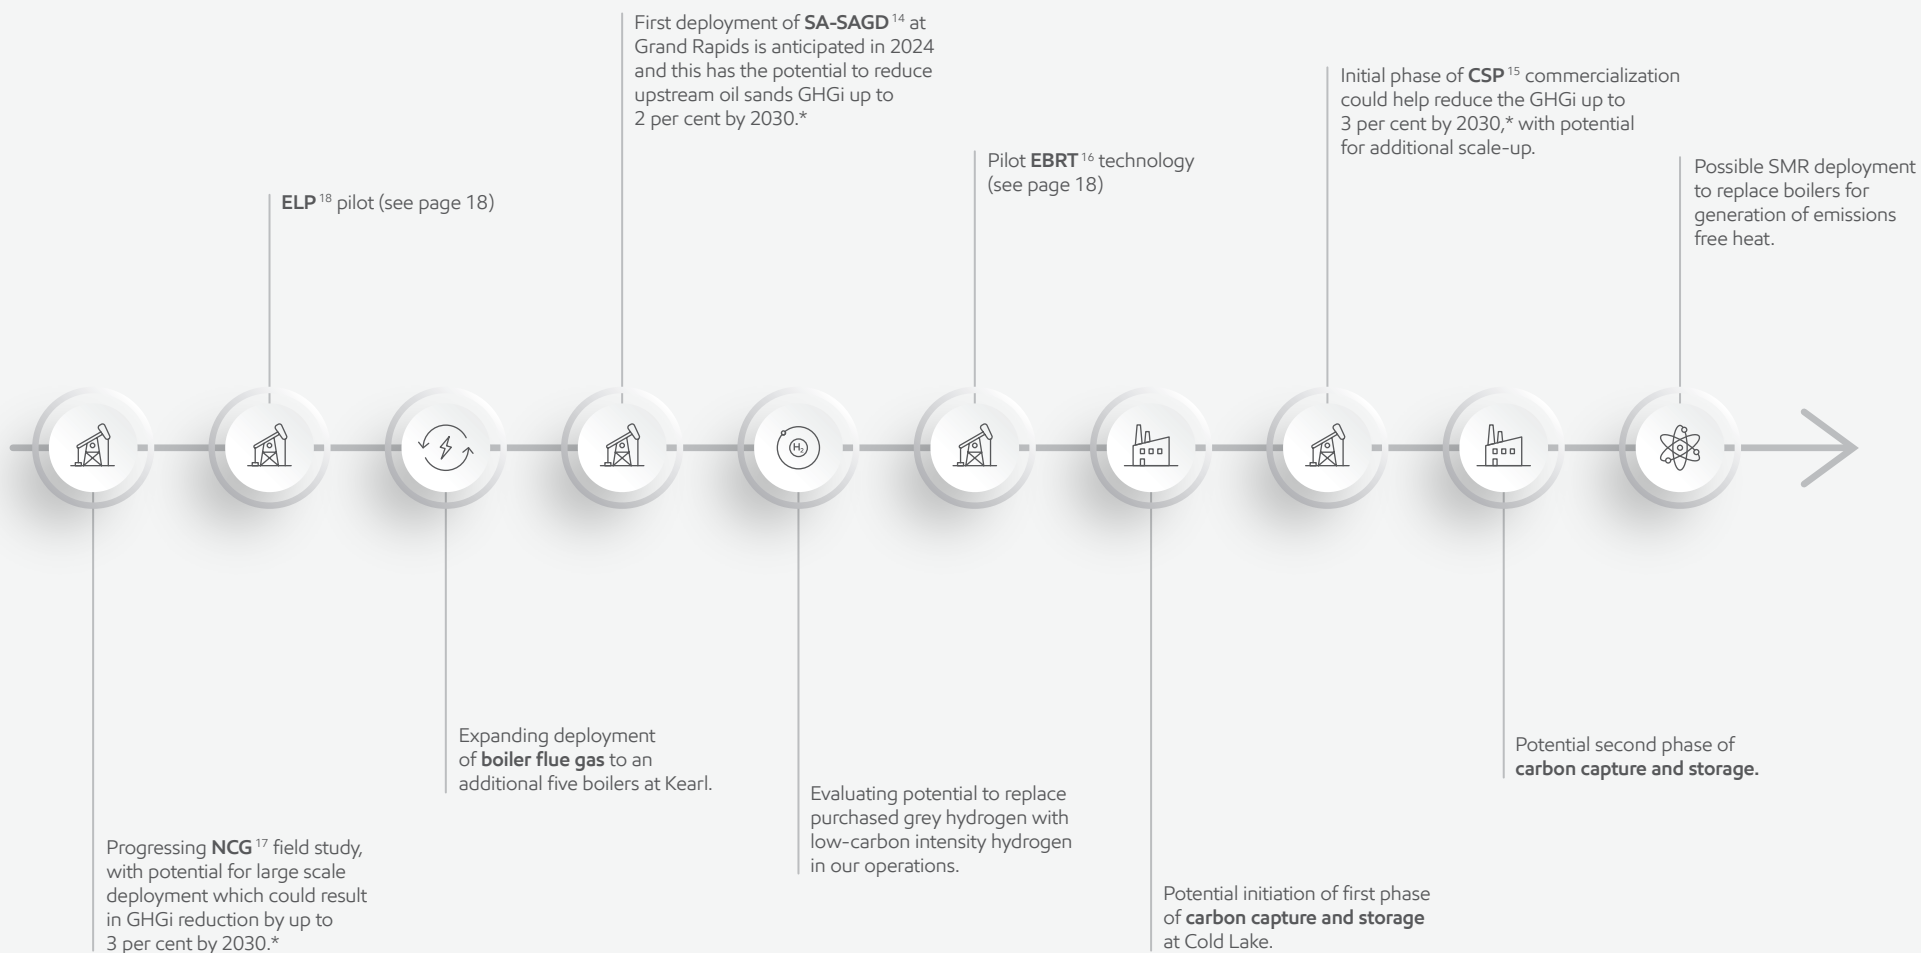 First deployment of SA-SAGD 14 at
Grand Rapids is anticipated in 2024
and this has the potential to reduce
upstream oil sands GHGi up to
2 per cent by 2030.*
Initial phase of CSP 15 commercialization
could help reduce the GHGi up to
3 per cent by 2030,* with potential
for additional scale-up.
Pilot EBRT 16 technology
(see page 18)
Possible SMR deployment
to replace boilers for
generation of emissions
free heat.
ELP 18 pilot (see page 18)
H2
Expanding deployment
of boiler flue gas to an
additional five boilers at Kearl.
Potential second phase of
carbon capture and storage.
Evaluating potential to replace
purchased grey hydrogen with
low-carbon intensity hydrogen
in our operations.
Progressing NCG 17 field study,
with potential for large scale
deployment which could result
in GHGi reduction by up to
3 per cent by 2030.*
Potential initiation of first phase
of carbon capture and storage
at Cold Lake.